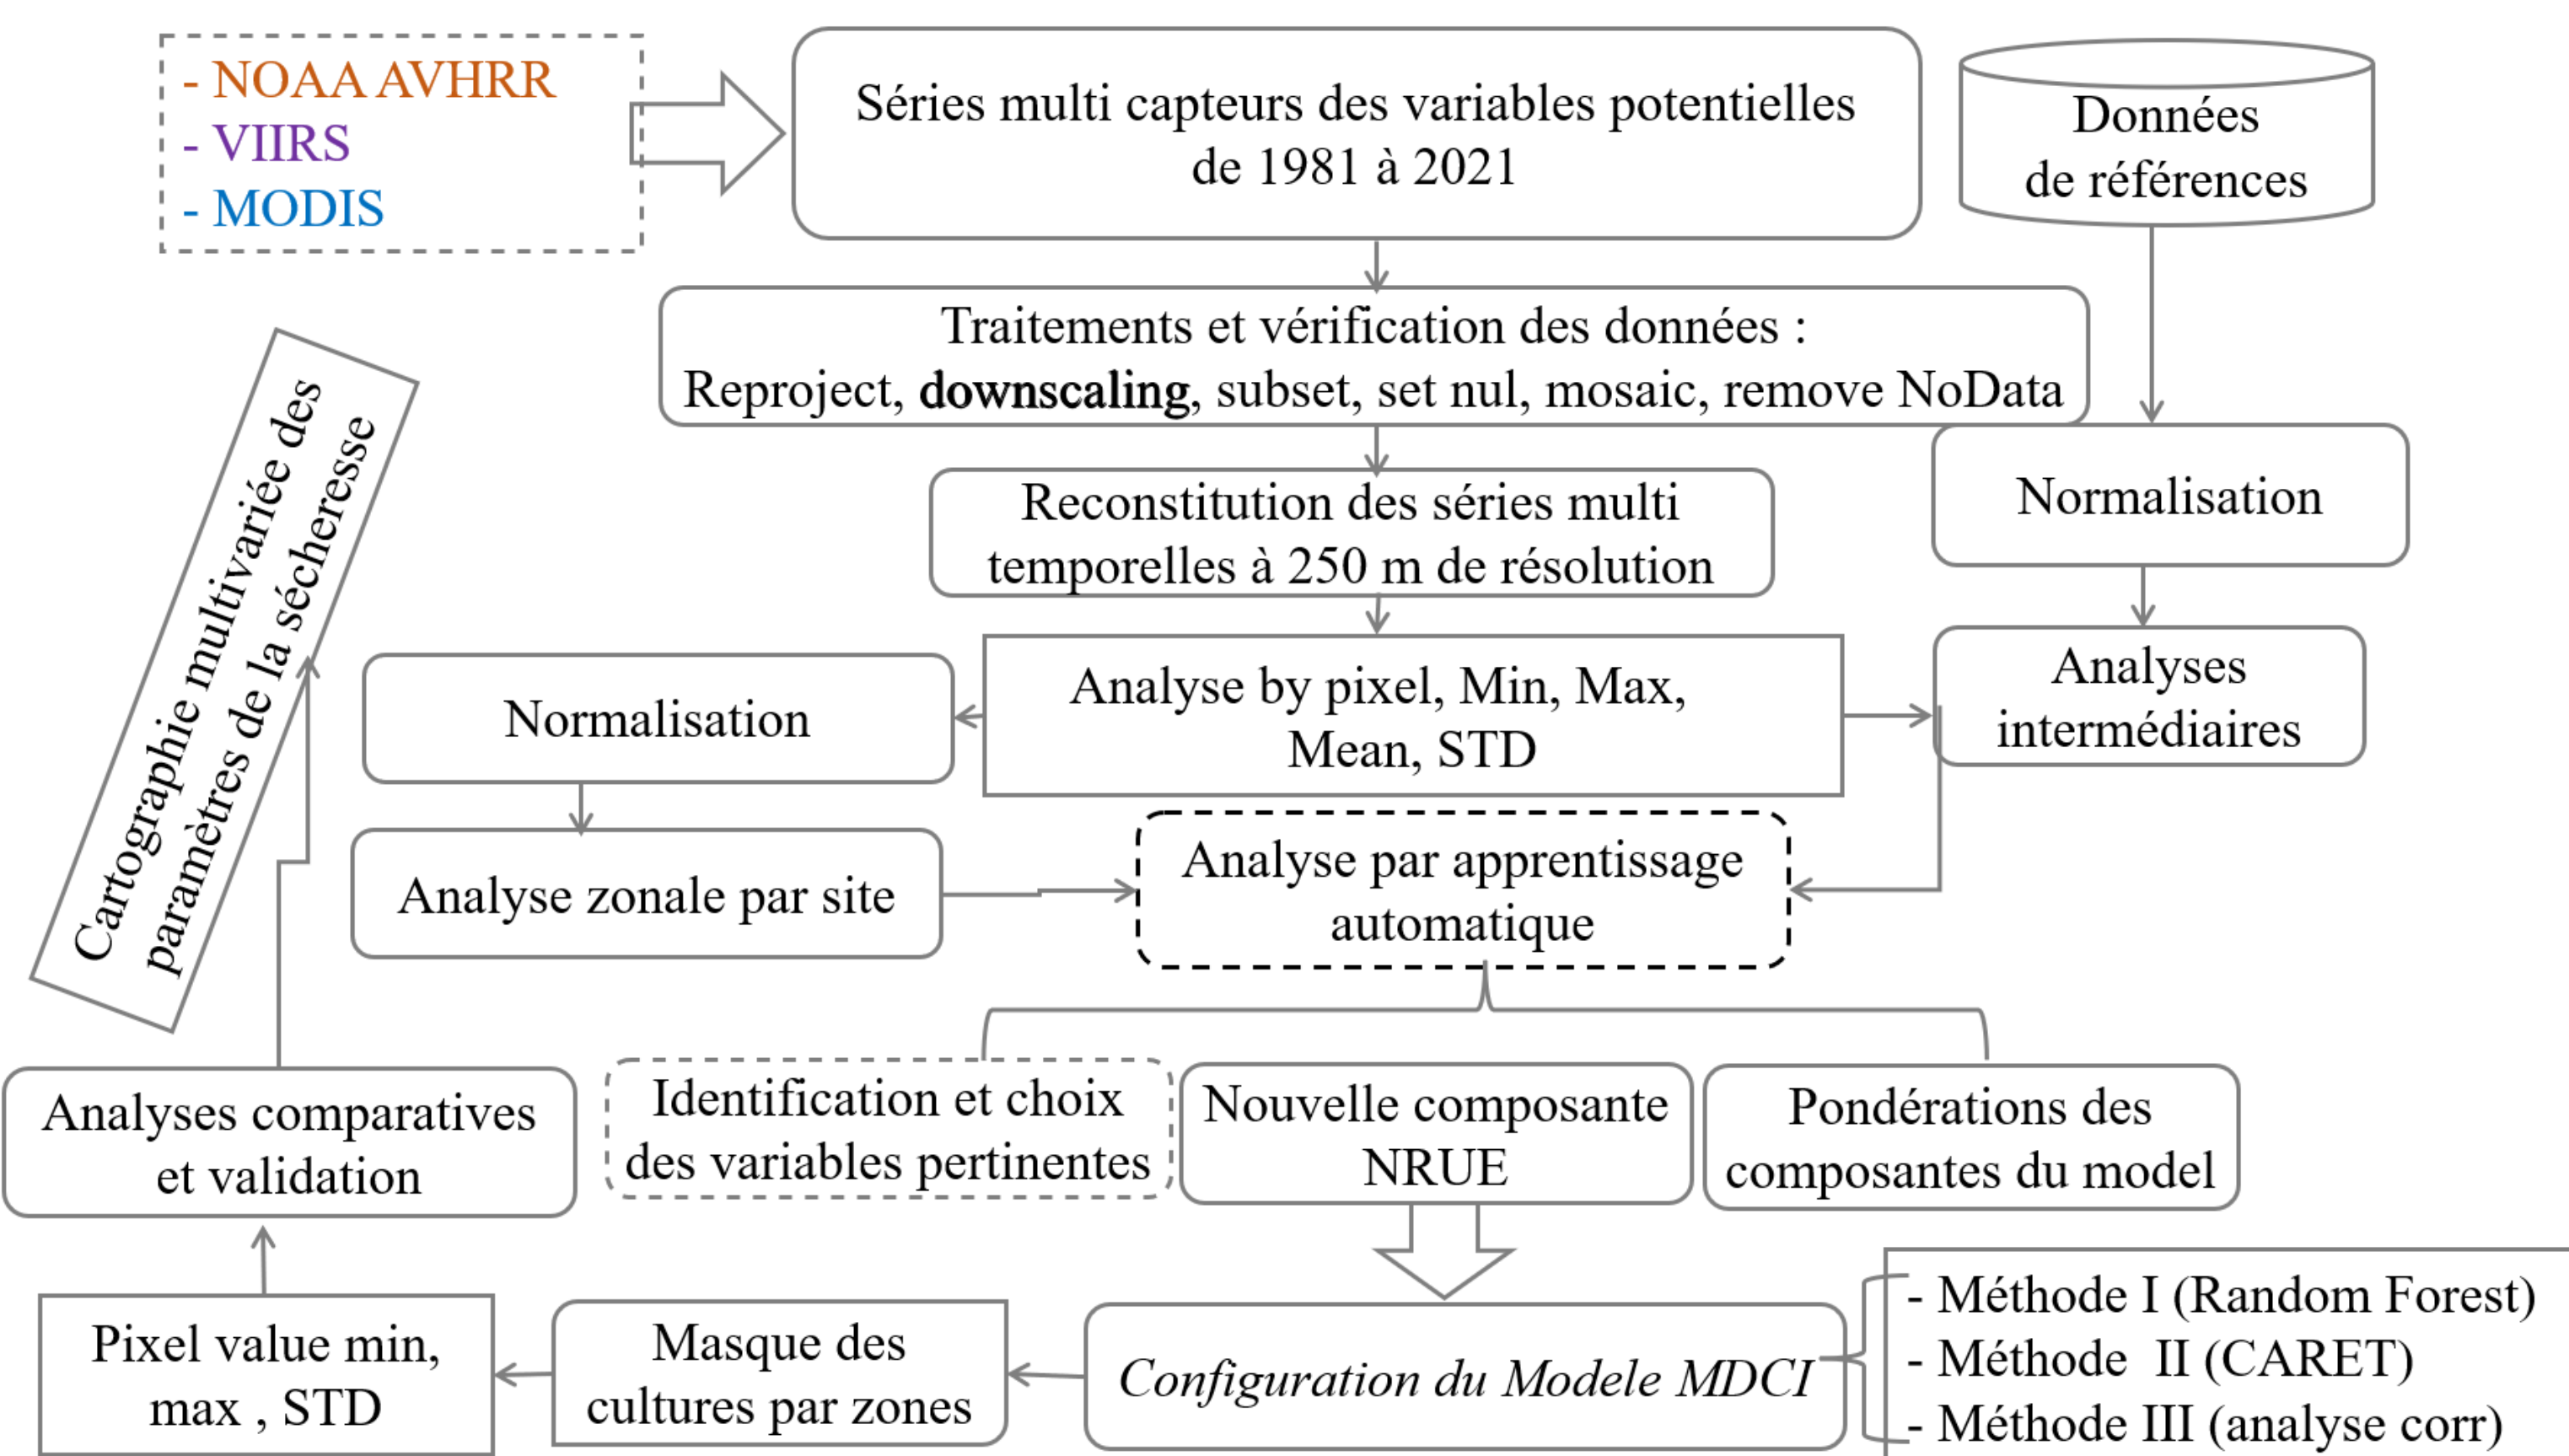 - NOAA AVHRR
- VIIRS
- MODIS
Séries multi capteurs des variables potentielles
de 1981 à 2021
Données
de références
Traitements et vérification des données :
Reproject, downscaling, subset, set nul, mosaic, remove NoData
Reconstitution des séries multi
temporelles à 250 m de résolution
Normalisation
Cartographie multivariée des
paramètres de la sécheresse
Normalisation
Analyse by pixel, Min, Max,
Mean, STD
Analyses
intermédiaires
Analyse zonale par site
Analyse par apprentissage
automatique
Analyses comparatives
et validation
Identification et choix
des variables pertinentes
Nouvelle composante
NRUE
Pondérations des
composantes du model
Pixel value min,
max , STD
Masque des
cultures par zones
Configuration du Modele MDCI
- Méthode I (Random Forest)
- Méthode  II (CARET)
- Méthode III (analyse corr)